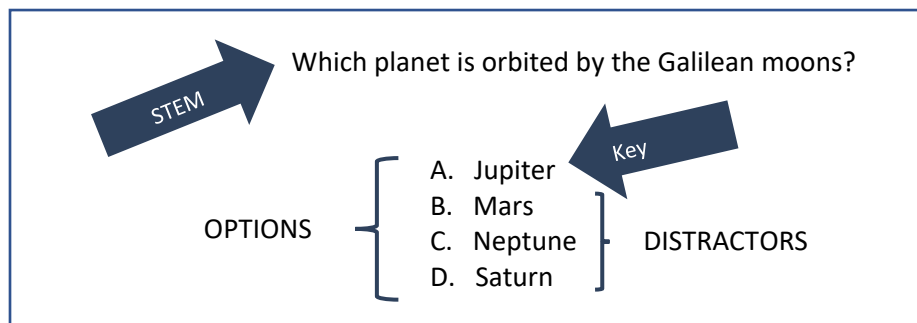 Which planet is orbited by the Galilean moons?
STEM
Key
A. Jupiter
B. Mars
OPTIONS
C. Neptune
DISTRACTORS
D. Saturn